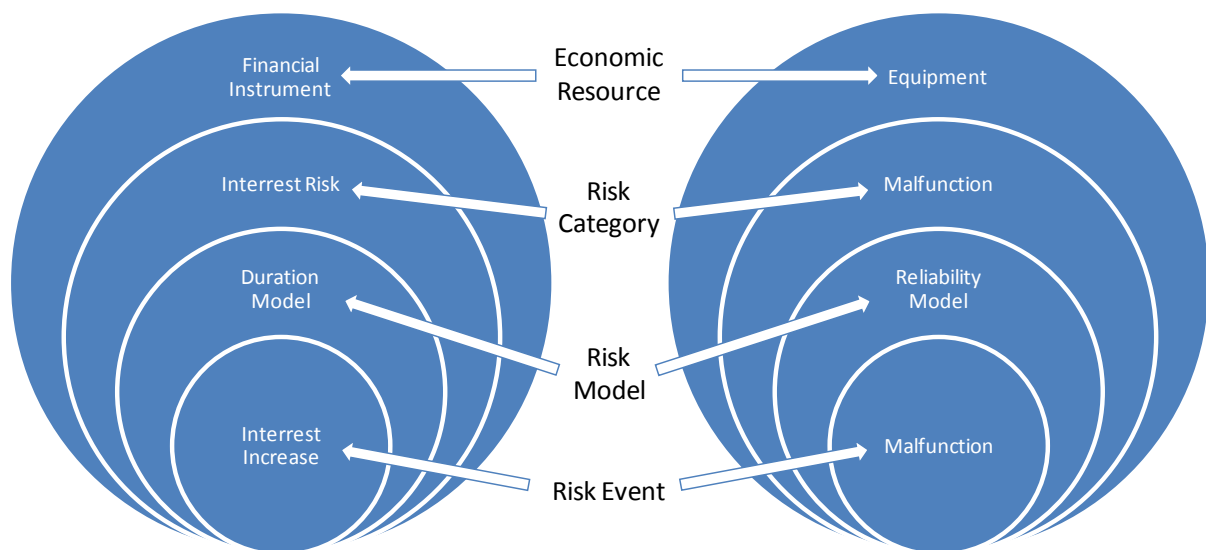 Financial
Instrument
Economic
Resource
Equipment
Interrest Risk
Risk
Category
Malfunction
Duration
Model
Risk
Model
Reliability
Model
Interrest
Increase
Risk Event
Malfunction